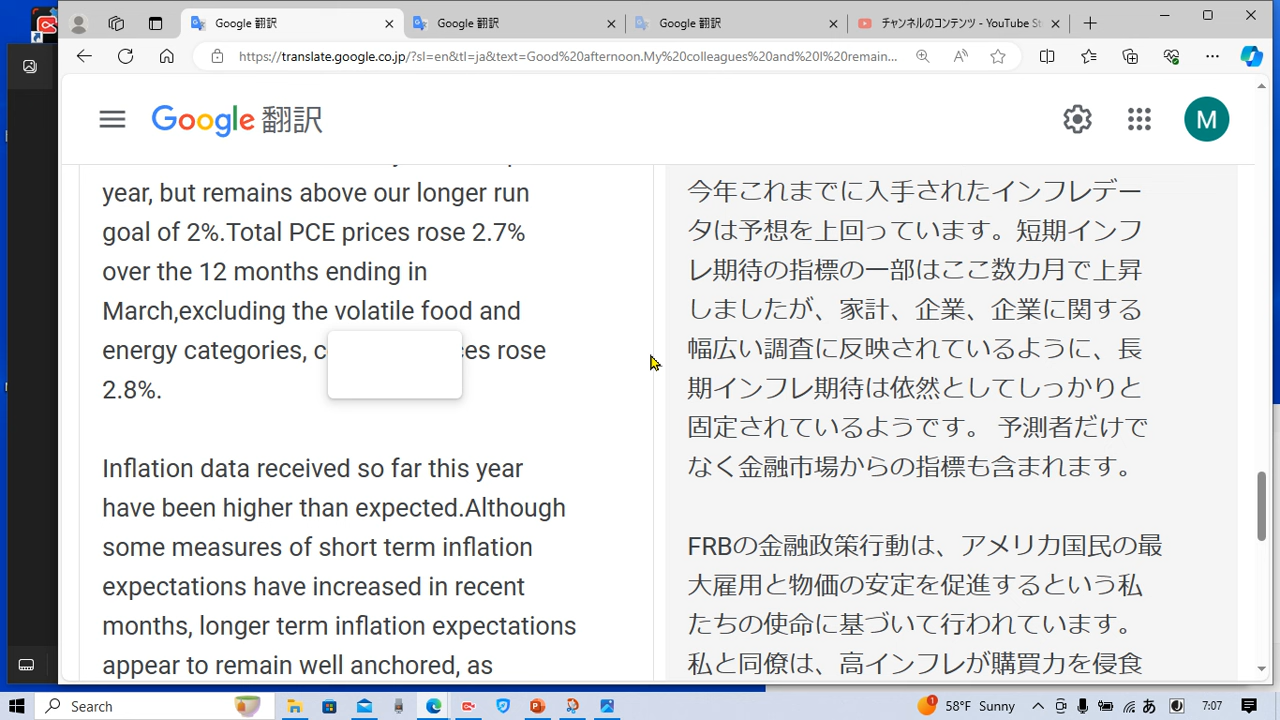 Google 翻訳
Google 翻訳
Google 翻訳
チャンネルのコンテンツ - YouTube St
https://translate.google.co.jp/?sl=en&tl=ja&text=Good%20afternoon.My%20colleagues%20and%20I%20remain...
Google 翻訳
M
year, but remains above our longer run
goal of 2%.Total PCE prices rose 2.7%
over the 12 months ending in
March,excluding the volatile food and
energy categories, c ces rose
2.8%.
Inflation data received so far this year
have been higher than expected.Although
some measures of short term inflation
expectations have increased in recent
months, longer term inflation expectations
appear to remain well anchored, as
今年これまでに入手されたインフレデー
タは予想を上回っています。短期インフ
レ期待の指標の一部はここ数カ月で上昇
しましたが、家計、企業、企業に関する
幅広い調査に反映されているように、長
期インフレ期待は依然としてしっかりと
固定されているようです。 予測者だけで
なく金融市場からの指標も含まれます。
FRBの金融政策行動は、アメリカ国民の最
大雇用と物価の安定を促進するという私
たちの使命に基づいて行われています。
私と同僚は、高インフレが購買力を侵食
Search
1
58°F Sunny
あ
7:07